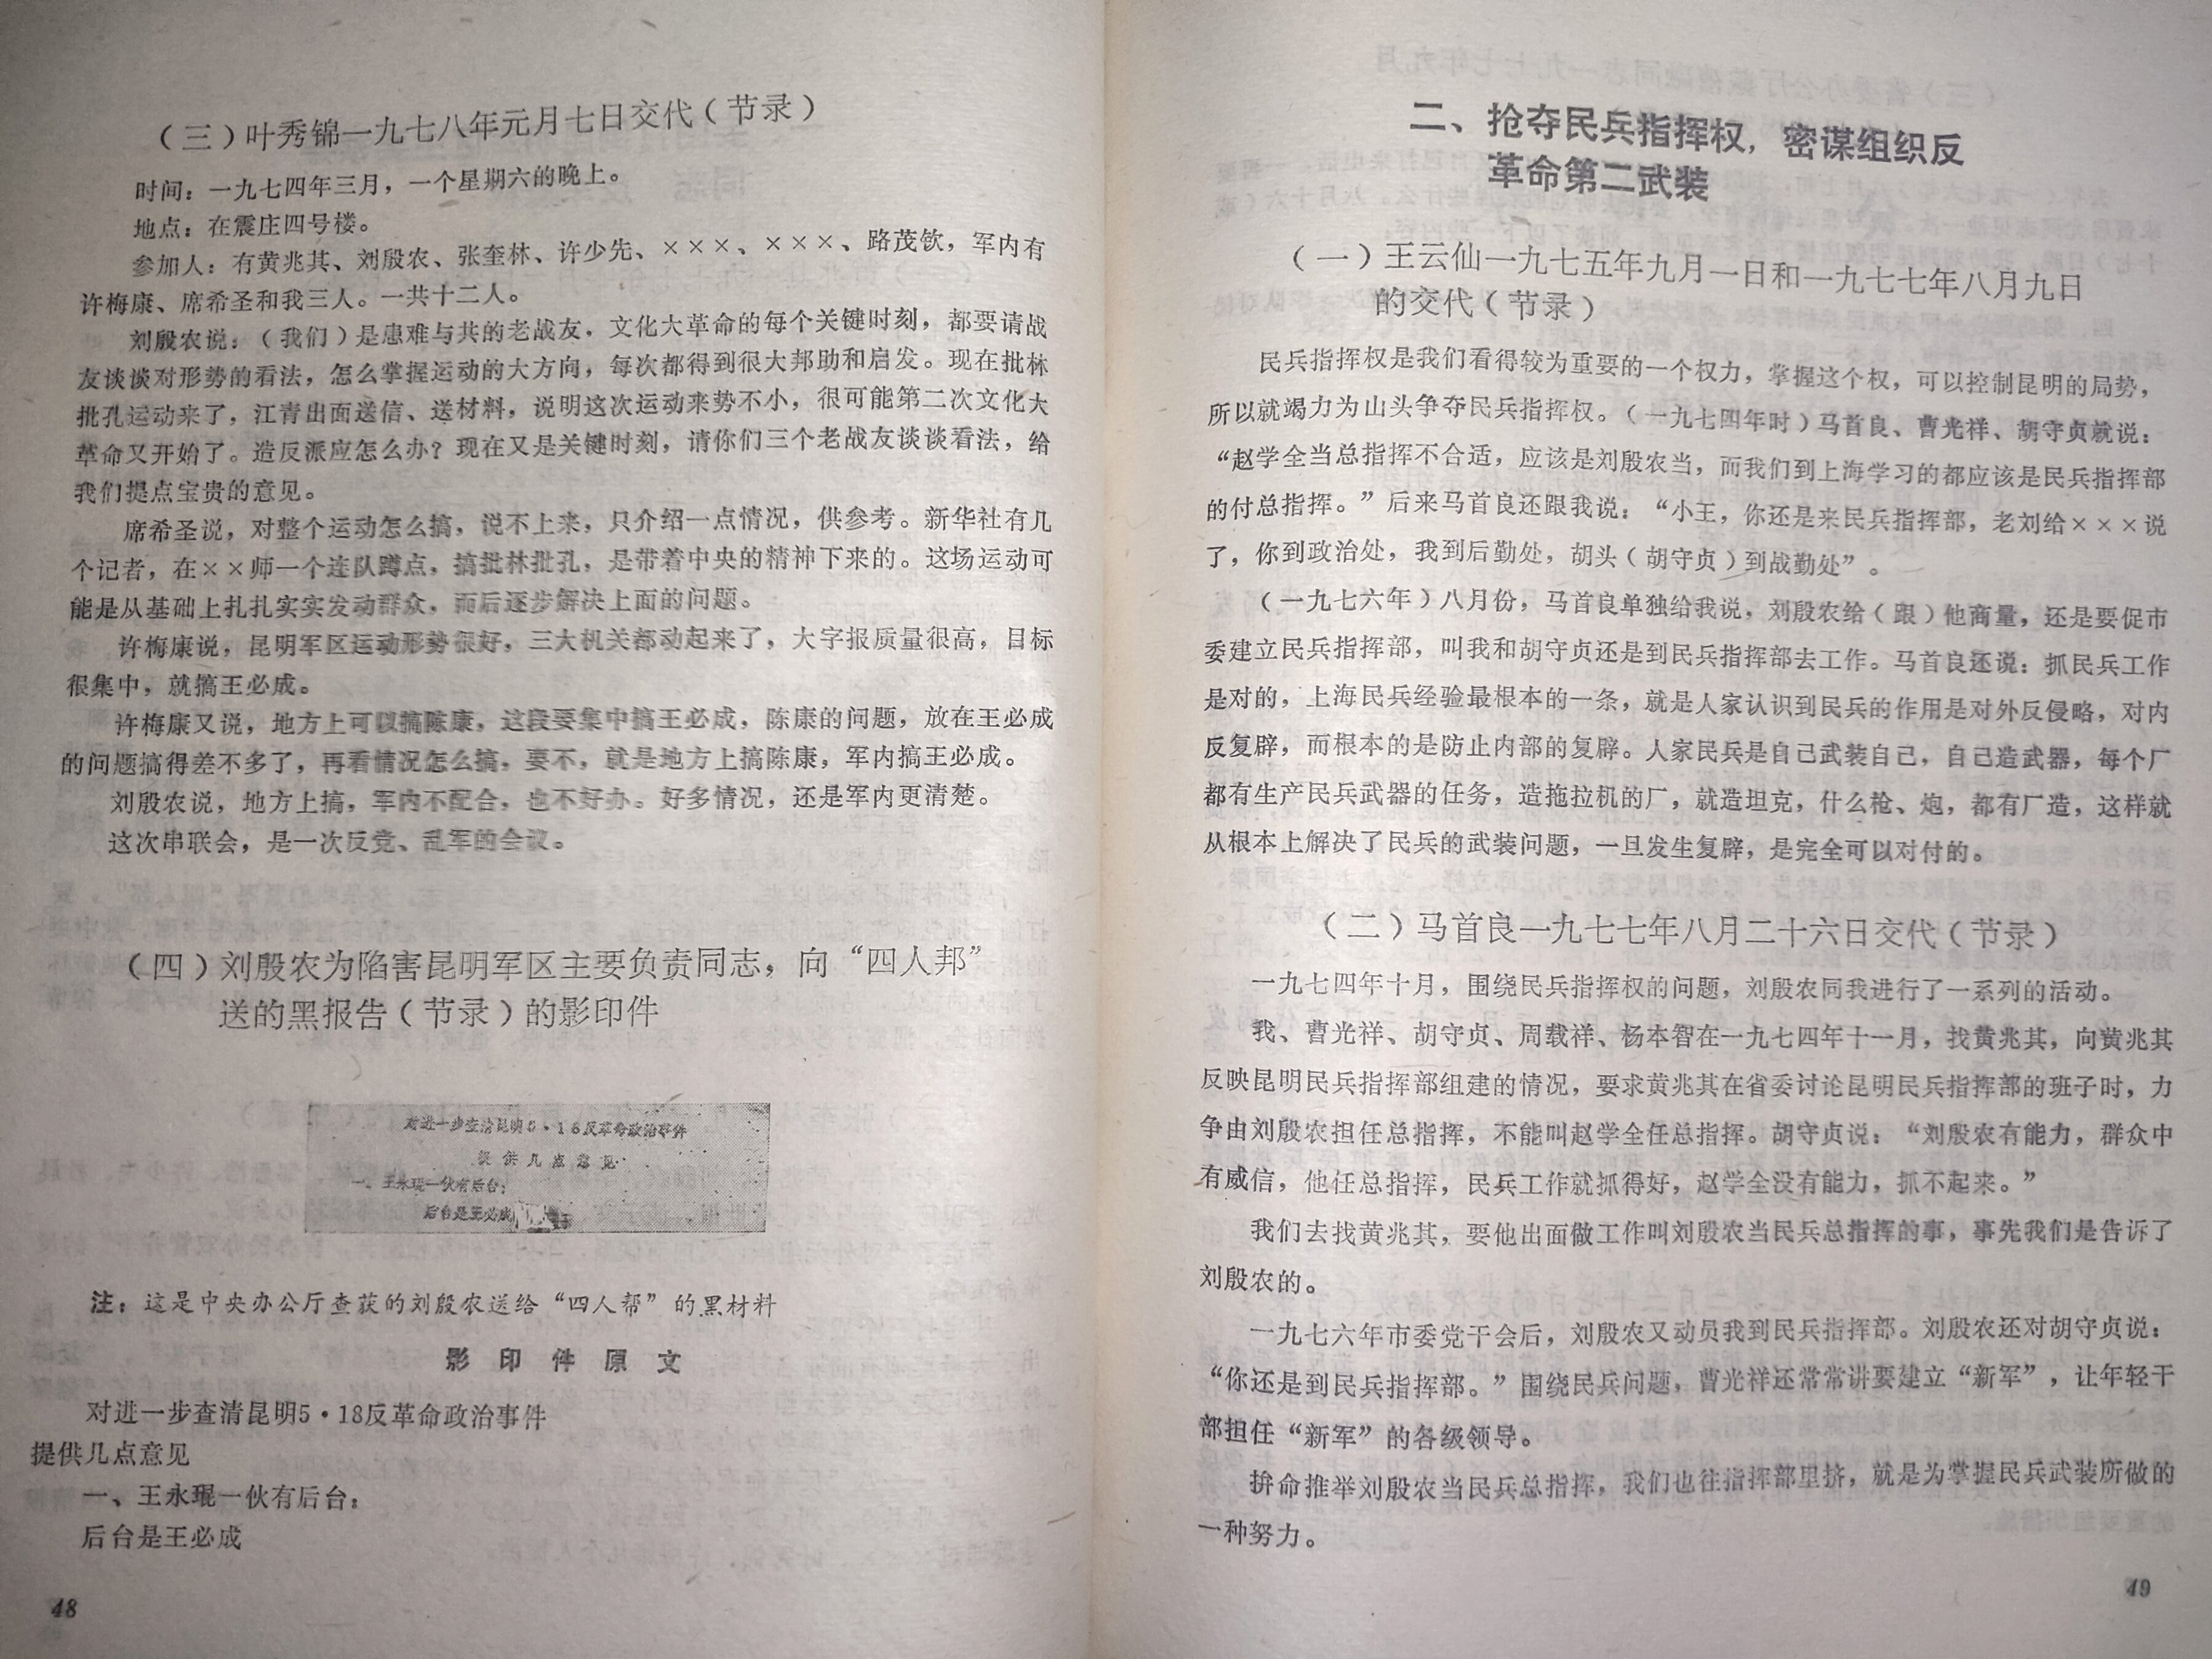 （三）叶秀锦一九七八年元月七日交代（节录）
时间：一九七四年三月，一个星期六的晚上。
地点：在震庄四号楼。
参加人：有黄兆其、刘殷农、张奎林、许少先、×××、×××、路茂钦，军内有
许梅康、席希圣和我三人。一共十二人。
刘殷农说：（我们）是患难与共的老战友．文化大革命的每个关键时刻，都要请战
友谈谈对形势的看法，怎么掌握运动的大方向，每次都得到很大邦助和启发。现在批林
批孔运动来了，江青出面送信、送材料，说明这次运动来势不小，很可能第二次文化大
革命又开始了。造反派应怎么办？现在又是关键时刻，请你们三个老战友谈谈看法，给
我们提点宝贵的意见。
席希圣说，对整个运动怎么搞，说不上来，只介绍一点情况，供参考。新华社有几
个记者，在××师一个连队蹲点，搞批林批孔，是带着中央的精神下来的。这场运动可
能是从基础上扎扎实实发动群众，而后逐步解决上面的问题。
许梅康说，昆明军区运动形势很好，三大机关都动起来了，大字报质量很高，目标
很集中，就搞王必成。
许梅康又说，地方上可以搞陈康，这段要集中搞王必成，陈康的问题，放在王必成
的问题搞得差不多了，再看情况怎么搞，要不，就是地方上搞陈康，军内搞王必成。
刘殷农说，地方上搞，军内不配合，也不好办。好多情况，还是军内更清楚。
这次串联会，是一次反党、乱军的会议。
（四）刘殷农为陷害昆明军区主要负责同志，向“四人邦”
送的黑报告（节录）的影印件
对进一步查清昆明5·18反革命政治事件
提供几点意见
一、王永琨一伙有后台：
后台是王必成
注：这是中央办公厅查获的刘殷农送给“四人帮”的黑材料
影印件原文
对进一步查清昆明5·18反革命政治事件
提供几点意见
一、王永琨一伙有后台：
后台是王必成
48
二、抢夺民兵指挥权，密谋组织反
革命第二武装
（一）王云仙一九七五年九月一日和一九七七年八月九日
的交代（节录）
民兵指挥权是我们看得较为重要的一个权力，掌握这个权，可以控制昆明的局势，
所以就竭力为山头争夺民兵指挥权。（一九七四年时）马首良、曹光祥、胡守贞就说：
“赵学全当总指挥不合适，应该是刘殷农当，而我们到上海学习的都应该是民兵指挥部
的付总指挥。”后来马首良还跟我说：“小王，你还是来民兵指挥部，老刘给×××说
了，你到政治处，我到后勤处，胡头（胡守贞）到战勤处”。
（一九七六年）八月份，马首良单独给我说，刘殷农给（跟）他商量，还是要促市
委建立民兵指挥部，叫我和胡守贞还是到民兵指挥部去工作。马首良还说：抓民兵工作
是对的，上海民兵经验最根本的一条，就是人家认识到民兵的作用是对外反侵略，对内
反复辟，而根本的是防止内部的复辟。人家民兵是自己武装自己，自己造武器，每个厂
都有生产民兵武器的任务，造拖拉机的厂，就造坦克，什么枪、炮，都有厂造，这样就
从根本上解决了民兵的武装问题，一旦发生复辟，是完全可以对付的。
（二）马首良一九七七年八月二十六日交代（节录）
一九七四年十月，围绕民兵指挥权的问题，刘殷农同我进行了一系列的活动。
我、曹光祥、胡守贞、周载祥、杨本智在一九七四年十一月，找黄兆其，向黄兆其
反映昆明民兵指挥部组建的情况，要求黄兆其在省委讨论昆明民兵指挥部的班子时，力
争由刘殷农担任总指挥，不能叫赵学全任总指挥。胡守贞说：“刘殷农有能力，群众中
有威信，他任总指挥，民兵工作就抓得好，赵学全没有能力，抓不起来。”
我们去找黄兆其，要他出面做工作叫刘殷农当民兵总指挥的事，事先我们是告诉了
刘殷农的。
一九七六年市委党干会后，刘殷农又动员我到民兵指挥部。刘殷农还对胡守贞说：
“你还是到民兵指挥部。”围绕民兵问题，曹光祥还常常讲要建立“新军”，让年轻干
部担任“新军”的各级领导。
拚命推举刘殷农当民兵总指挥，我们也往指挥部里挤，就是为掌握民兵武装所做的
一种努力。
49